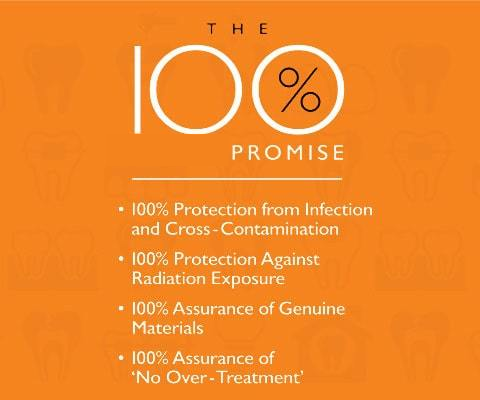 THE
100%
PROMISE
• 100% Protection from Infection
and Cross-Contamination
• 100% Protection Against
Radiation Exposure
• 100% Assurance of Genuine
Materials
• 100% Assurance of
‘No Over-Treatment’